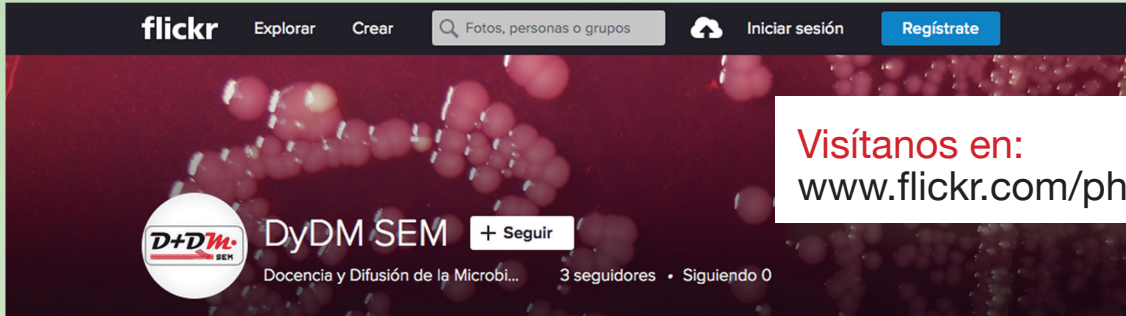 flickr Explorar Crear Fotos, personas o grupos Iniciar sesión Regístrate
Visítanos en:
www.flickr.com/ph
D+DM.
SEM
DyDM SEM + Seguir
Docencia y Difusión de la Microbi... 3 seguidores • Siguiendo 0